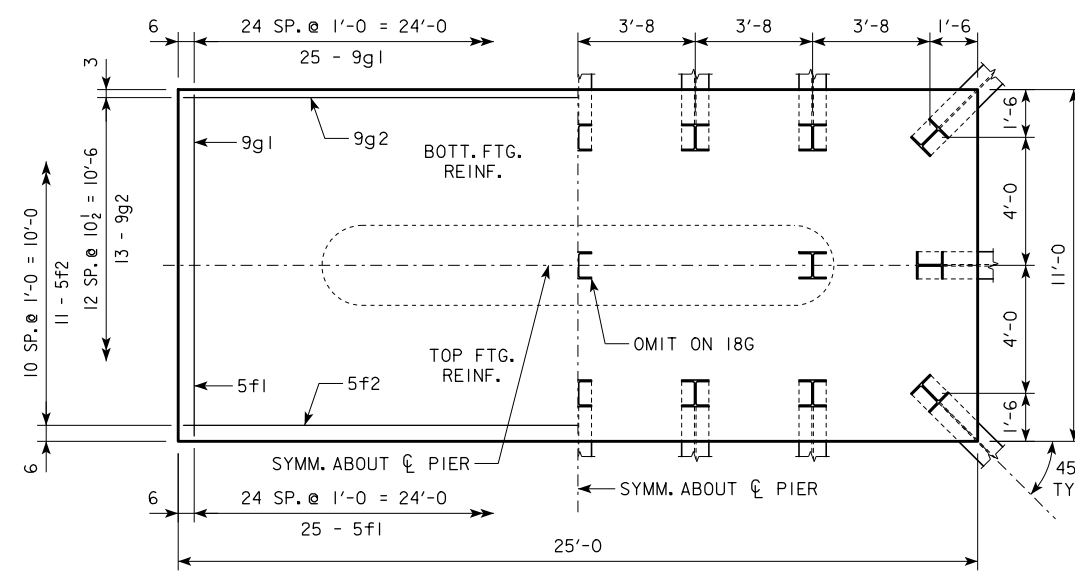 6
24 SP. @ 1'-0 = 24'-0
3'-8
3'-8
3'-8
1'-6
25 - 9g1
3
9g1
9g2
BOTT. FTG.
REINF.
1'-6
4'-0
11'-0
4'-0
1'-6
10 SP. @ 1'-0 = 10'-0
11 - 5f2
12 SP. @ 10½ = 10'-6
13 - 9g2
OMIT ON 18G
TOP FTG.
REINF.
5f1
5f2
6
SYMM. ABOUT ℄ PIER
SYMM. ABOUT ℄ PIER
45
TY
6
24 SP. @ 1'-0 = 24'-0
25 - 5f1
25'-0